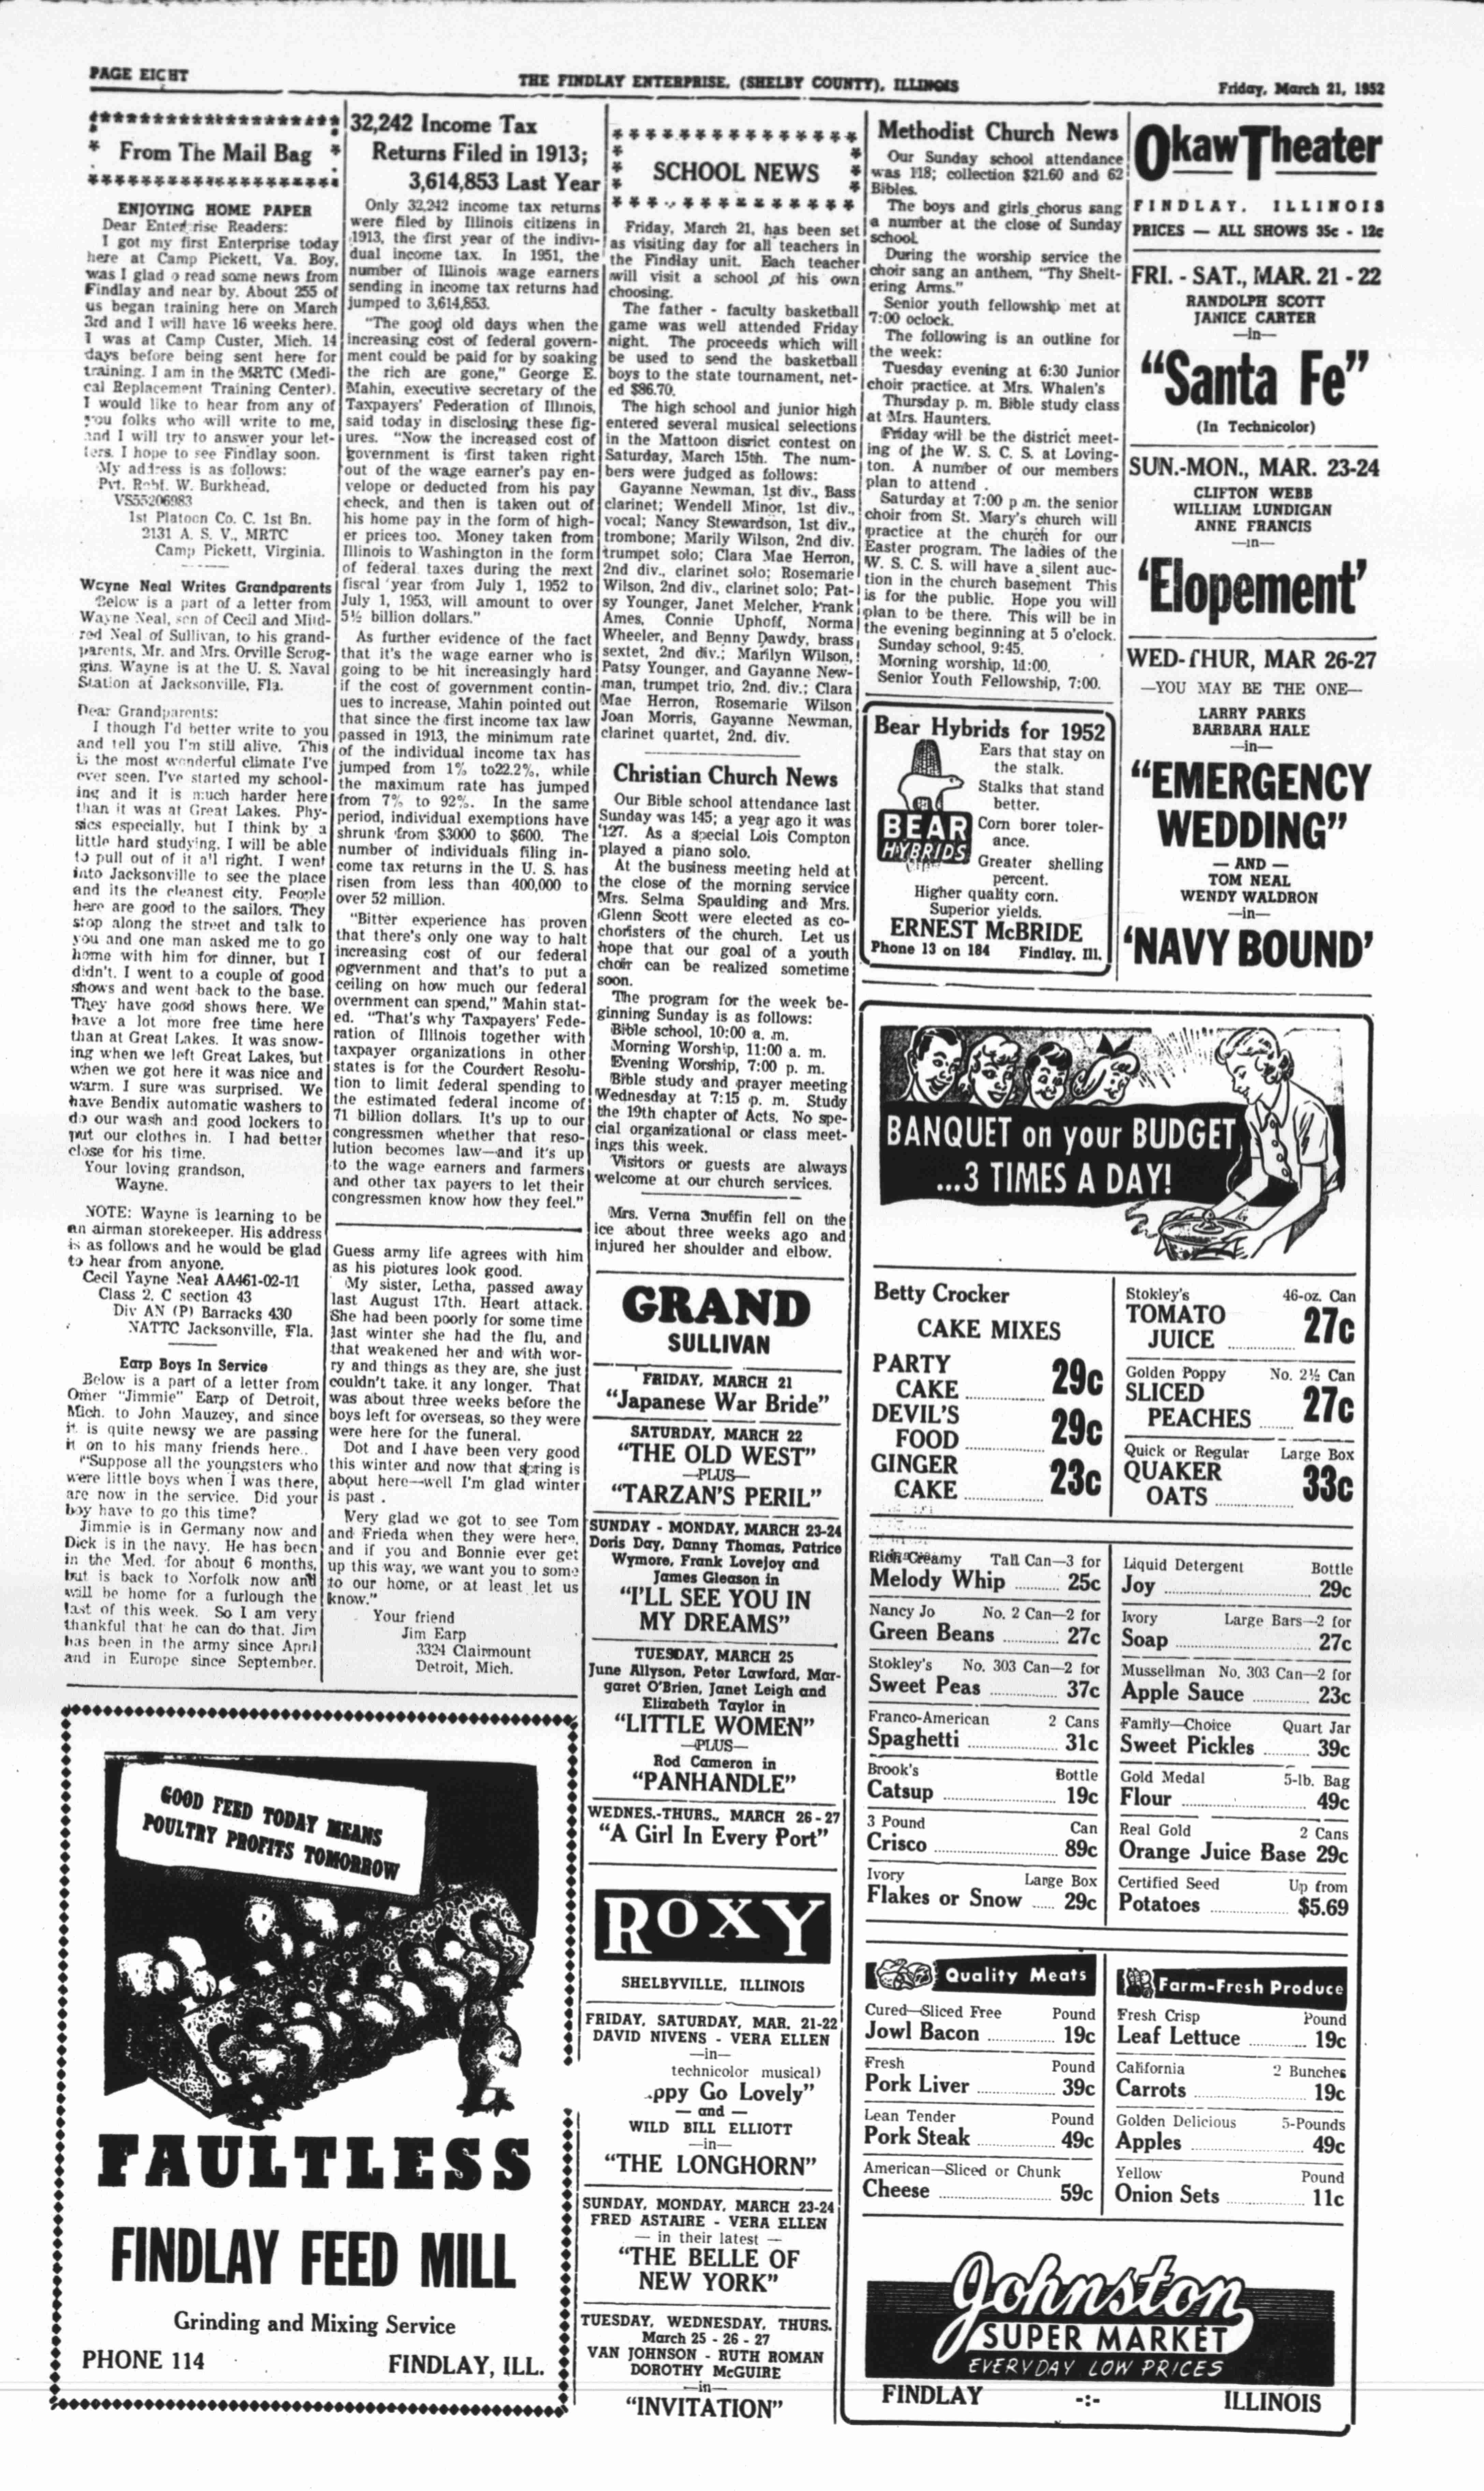 PAGE EIGHT
THE FINDLAY ENTERPRISE, (SHELBY COUNTY), ILLINOIS
Friday, March 21, 1952
From The Mail Bag
ENJOYING HOME PAPER
Dear Enterprise Readers:
I got my first Enterprise today
here at Camp Pickett, Va. Boy,
was I glad o read some news from
Findlay and near by. About 255 of
us began training here on March
3rd and I will have 16 weeks here.
I was at Camp Custer, Mich. 14
days before being sent here for
training. I am in the MRTC (Medi-
cal Replacement Training Center).
I would like to hear from any of
you folks who will write to me,
and I will try to answer your let-
ters. I hope to see Findlay soon.
My address is as follows:
Pvt. Robt. W. Burkhead,
VS55206983
1st Platoon Co. C. 1st Bn.
2131 A. S. V., MRTC
Camp Pickett, Virginia.
Wayne Neal Writes Grandparents
Below is a part of a letter from
Wayne Neal, son of Cecil and Mild-
red Neal of Sullivan, to his grand-
parents, Mr. and Mrs. Orville Scrog-
gins. Wayne is at the U. S. Naval
Station at Jacksonville, Fla.
Dear Grandparents:
I though I'd better write to you
and tell you I'm still alive. This
is the most wonderful climate I've
ever seen. I've started my school-
ing and it is much harder here
than it was at Great Lakes. Phy-
sics especially, but I think by a
little hard studying, I will be able
to pull out of it all right. I went
into Jacksonville to see the place
and its the cleanest city. People
here are good to the sailors. They
stop along the street and talk to
you and one man asked me to go
home with him for dinner, but I
didn't. I went to a couple of good
shows and went back to the base.
They have good shows here. We
have a lot more free time here
than at Great Lakes. It was snow-
ing when we left Great Lakes, but
when we got here it was nice and
warm. I sure was surprised. We
have Bendix automatic washers to
do our wash and good lockers to
put our clothes in. I had better
close for his time.
Your loving grandson,
Wayne.
NOTE: Wayne is learning to be
an airman storekeeper. His address
is as follows and he would be glad
to hear from anyone.
Cecil Yayne Neal AA461-02-11
Class 2, C section 43
Div AN (P) Barracks 430
NATTC Jacksonville, Fla.
Earp Boys In Service
Below is a part of a letter from
Omer "Jimmie" Earp of Detroit,
Mich. to John Mauzey, and since
it is quite newsy we are passing
it on to his many friends here..
"Suppose all the youngsters who
were little boys when I was there,
are now in the service. Did your
boy have to go this time?
Jimmie is in Germany now and
Dick is in the navy. He has been
in the Med. for about 6 months,
but is back to Norfolk now and
will be home for a furlough the
last of this week. So I am very
thankful that he can do that. Jim
has been in the army since April
and in Europe since September.
32,242 Income Tax
Returns Filed in 1913;
3,614,853 Last Year
Only 32,242 income tax returns
were filed by Illinois citizens in
1913, the first year of the indivi-
dual income tax. In 1951, the
number of Illinois wage earners
sending in income tax returns had
jumped to 3,614,853.
"The good old days when the
increasing cost of federal govern-
ment could be paid for by soaking
the rich are gone," George E.
Mahin, executive secretary of the
Taxpayers' Federation of Illinois,
said today in disclosing these fig-
ures. "Now the increased cost of
government is first taken right
out of the wage earner's pay en-
velope or deducted from his pay
check, and then is taken out of
his home pay in the form of high-
er prices too. Money taken from
Illinois to Washington in the form
of federal taxes during the next
fiscal year from July 1, 1952 to
July 1, 1953, will amount to over
5½ billion dollars."
As further evidence of the fact
that it's the wage earner who is
going to be hit increasingly hard
if the cost of government contin-
ues to increase, Mahin pointed out
that since the first income tax law
passed in 1913, the minimum rate
of the individual income tax has
jumped from 1% to22.2%, while
the maximum rate has jumped
from 7% to 92%. In the same
period, individual exemptions have
shrunk from $3000 to $600. The
number of individuals filing in-
come tax returns in the U. S. has
risen from less than 400,000 to
over 52 million.
"Bitter experience has proven
that there's only one way to halt
increasing cost of our federal
ogvernment and that's to put a
ceiling on how much our federal
overnment can spend," Mahin stat-
ed. "That's why Taxpayers' Fede-
ration of Illinois together with
taxpayer organizations in other
states is for the Courdert Resolu-
tion to limit federal spending to
the estimated federal income of
71 billion dollars. It's up to our
congressmen whether that reso-
lution becomes law—and it's up
to the wage earners and farmers
and other tax payers to let their
congressmen know how they feel."
Guess army life agrees with him
as his pictures look good.
My sister, Letha, passed away
last August 17th. Heart attack.
She had been poorly for some time
last winter she had the flu, and
that weakened her and with wor-
ry and things as they are, she just
couldn't take it any longer. That
was about three weeks before the
boys left for overseas, so they were
were here for the funeral.
Dot and I have been very good
this winter and now that spring is
about here—well I'm glad winter
is past .
Very glad we got to see Tom
and Frieda when they were here,
and if you and Bonnie ever get
up this way, we want you to some
to our home, or at least let us
know."
Your friend
Jim Earp
3324 Clairmount
Detroit, Mich.
GOOD FEED TODAY MEANS
POULTRY PROFITS TOMORROW
FAULTLESS
FINDLAY FEED MILL
Grinding and Mixing Service
PHONE 114 FINDLAY, ILL.
SCHOOL NEWS
Friday, March 21, has been set
as visiting day for all teachers in
the Findlay unit. Each teacher
will visit a school of his own
choosing.
The father - faculty basketball
game was well attended Friday
night. The proceeds which will
be used to send the basketball
boys to the state tournament, net-
ed $86.70.
The high school and junior high
entered several musical selections
in the Mattoon disrict contest on
Saturday, March 15th. The num-
bers were judged as follows:
Gayanne Newman, 1st div., Bass
clarinet; Wendell Minor, 1st div.,
vocal; Nancy Stewardson, 1st div.,
trombone; Marily Wilson, 2nd div.
trumpet solo; Clara Mae Herron,
2nd div., clarinet solo; Rosemarie
Wilson, 2nd div., clarinet solo; Pat-
sy Younger, Janet Melcher, Frank
Ames, Connie Uphoff, Norma
Wheeler, and Benny Dawdy, brass
sextet, 2nd div.; Marilyn Wilson,
Patsy Younger, and Gayanne New-
man, trumpet trio, 2nd. div.; Clara
Mae Herron, Rosemarie Wilson
Joan Morris, Gayanne Newman,
clarinet quartet, 2nd. div.
Christian Church News
Our Bible school attendance last
Sunday was 145; a year ago it was
127. As a special Lois Compton
played a piano solo.
At the business meeting held at
the close of the morning service
Mrs. Selma Spaulding and Mrs.
Glenn Scott were elected as co-
choristers of the church. Let us
hope that our goal of a youth
choir can be realized sometime
soon.
The program for the week be-
ginning Sunday is as follows:
Bible school, 10:00 a. m.
Morning Worship, 11:00 a. m.
Evening Worship, 7:00 p. m.
Bible study and prayer meeting
Wednesday at 7:15 p. m. Study
the 19th chapter of Acts. No spe-
cial organizational or class meet-
ings this week.
Visitors or guests are always
welcome at our church services.
Mrs. Verna Snuffin fell on the
ice about three weeks ago and
injured her shoulder and elbow.
GRAND
SULLIVAN
FRIDAY, MARCH 21
"Japanese War Bride"
SATURDAY, MARCH 22
"THE OLD WEST"
—PLUS—
"TARZAN'S PERIL"
SUNDAY - MONDAY, MARCH 23-24
Doris Day, Danny Thomas, Patrice
Wymore, Frank Lovejoy and
James Gleason in
"I'LL SEE YOU IN
MY DREAMS"
TUESDAY, MARCH 25
June Allyson, Peter Lawford, Mar-
garet O'Brien, Janet Leigh and
Elizabeth Taylor in
"LITTLE WOMEN"
—PLUS—
Rod Cameron in
"PANHANDLE"
WEDNES.-THURS., MARCH 26-27
"A Girl In Every Port"
ROXY
SHELBYVILLE, ILLINOIS
FRIDAY, SATURDAY, MAR. 21-22
DAVID NIVENS - VERA ELLEN
—in—
technicolor musical)
ppy Go Lovely"
— and —
WILD BILL ELLIOTT
—in—
"THE LONGHORN"
SUNDAY, MONDAY, MARCH 23-24
FRED ASTAIRE - VERA ELLEN
— in their latest —
"THE BELLE OF
NEW YORK"
TUESDAY, WEDNESDAY, THURS.
March 25 - 26 - 27
VAN JOHNSON - RUTH ROMAN
DOROTHY McGUIRE
—in—
"INVITATION"
Methodist Church News
Our Sunday school attendance
was 118; collection $21.60 and 62
Bibles.
The boys and girls chorus sang
a number at the close of Sunday
school.
During the worship service the
choir sang an anthem, "Thy Shelt-
ering Arms."
Senior youth fellowship met at
7:00 oclock.
The following is an outline for
the week:
Tuesday evening at 6:30 Junior
choir practice. at Mrs. Whalen's
Thursday p. m. Bible study class
at Mrs. Haunters.
Friday will be the district meet-
ing of the W. S. C. S. at Loving-
ton. A number of our members
plan to attend .
Saturday at 7:00 p.m. the senior
choir from St. Mary's church will
practice at the church for our
Easter program. The ladies of the
W. S. C. S. will have a silent auc-
tion in the church basement This
is for the public. Hope you will
plan to be there. This will be in
the evening beginning at 5 o'clock.
Sunday school, 9:45.
Morning worship, 11:00.
Senior Youth Fellowship, 7:00.
Bear Hybrids for 1952
BEAR
HYBRIDS
Ears that stay on
the stalk.
Stalks that stand
better.
Corn borer toler-
ance.
Greater shelling
percent.
Higher quality corn.
Superior yields.
ERNEST McBRIDE
Phone 13 on 184 Findlay, Ill.
Okaw Theater
FINDLAY, ILLINOIS
PRICES — ALL SHOWS 35c - 12c
FRI. - SAT., MAR. 21 - 22
RANDOLPH SCOTT
JANICE CARTER
—in—
"Santa Fe"
(In Technicolor)
SUN.-MON., MAR. 23-24
CLIFTON WEBB
WILLIAM LUNDIGAN
ANNE FRANCIS
—in—
'Elopement'
WED-THUR, MAR 26-27
—YOU MAY BE THE ONE—
LARRY PARKS
BARBARA HALE
—in—
"EMERGENCY
WEDDING"
— AND —
TOM NEAL
WENDY WALDRON
—in—
'NAVY BOUND'
BANQUET on your BUDGET
...3 TIMES A DAY!
Betty Crocker
CAKE MIXES
PARTY
CAKE 29c
DEVIL'S
FOOD 29c
GINGER
CAKE 23c
Stokley's 46-oz. Can
TOMATO
JUICE 27c
Golden Poppy No. 2½ Can
SLICED
PEACHES 27c
Quick or Regular Large Box
QUAKER
OATS 33c
Rich Creamy Tall Can—3 for
Melody Whip 25c
Nancy Jo No. 2 Can—2 for
Green Beans 27c
Stokley's No. 303 Can—2 for
Sweet Peas 37c
Franco-American 2 Cans
Spaghetti 31c
Brook's Bottle
Catsup 19c
3 Pound Can
Crisco 89c
Ivory Large Box
Flakes or Snow 29c
Liquid Detergent Bottle
Joy 29c
Ivory Large Bars—2 for
Soap 27c
Mussellman No. 303 Can—2 for
Apple Sauce 23c
Family—Choice Quart Jar
Sweet Pickles 39c
Gold Medal 5-lb. Bag
Flour 49c
Real Gold 2 Cans
Orange Juice Base 29c
Certified Seed Up from
Potatoes $5.69
Quality Meats
Cured—Sliced Free Pound
Jowl Bacon 19c
Fresh Pound
Pork Liver 39c
Lean Tender Pound
Pork Steak 49c
American—Sliced or Chunk
Cheese 59c
Farm-Fresh Produce
Fresh Crisp Pound
Leaf Lettuce 19c
California 2 Bunches
Carrots 19c
Golden Delicious 5-Pounds
Apples 49c
Yellow Pound
Onion Sets 11c
Johnston
SUPER MARKET
EVERYDAY LOW PRICES
FINDLAY -:- ILLINOIS